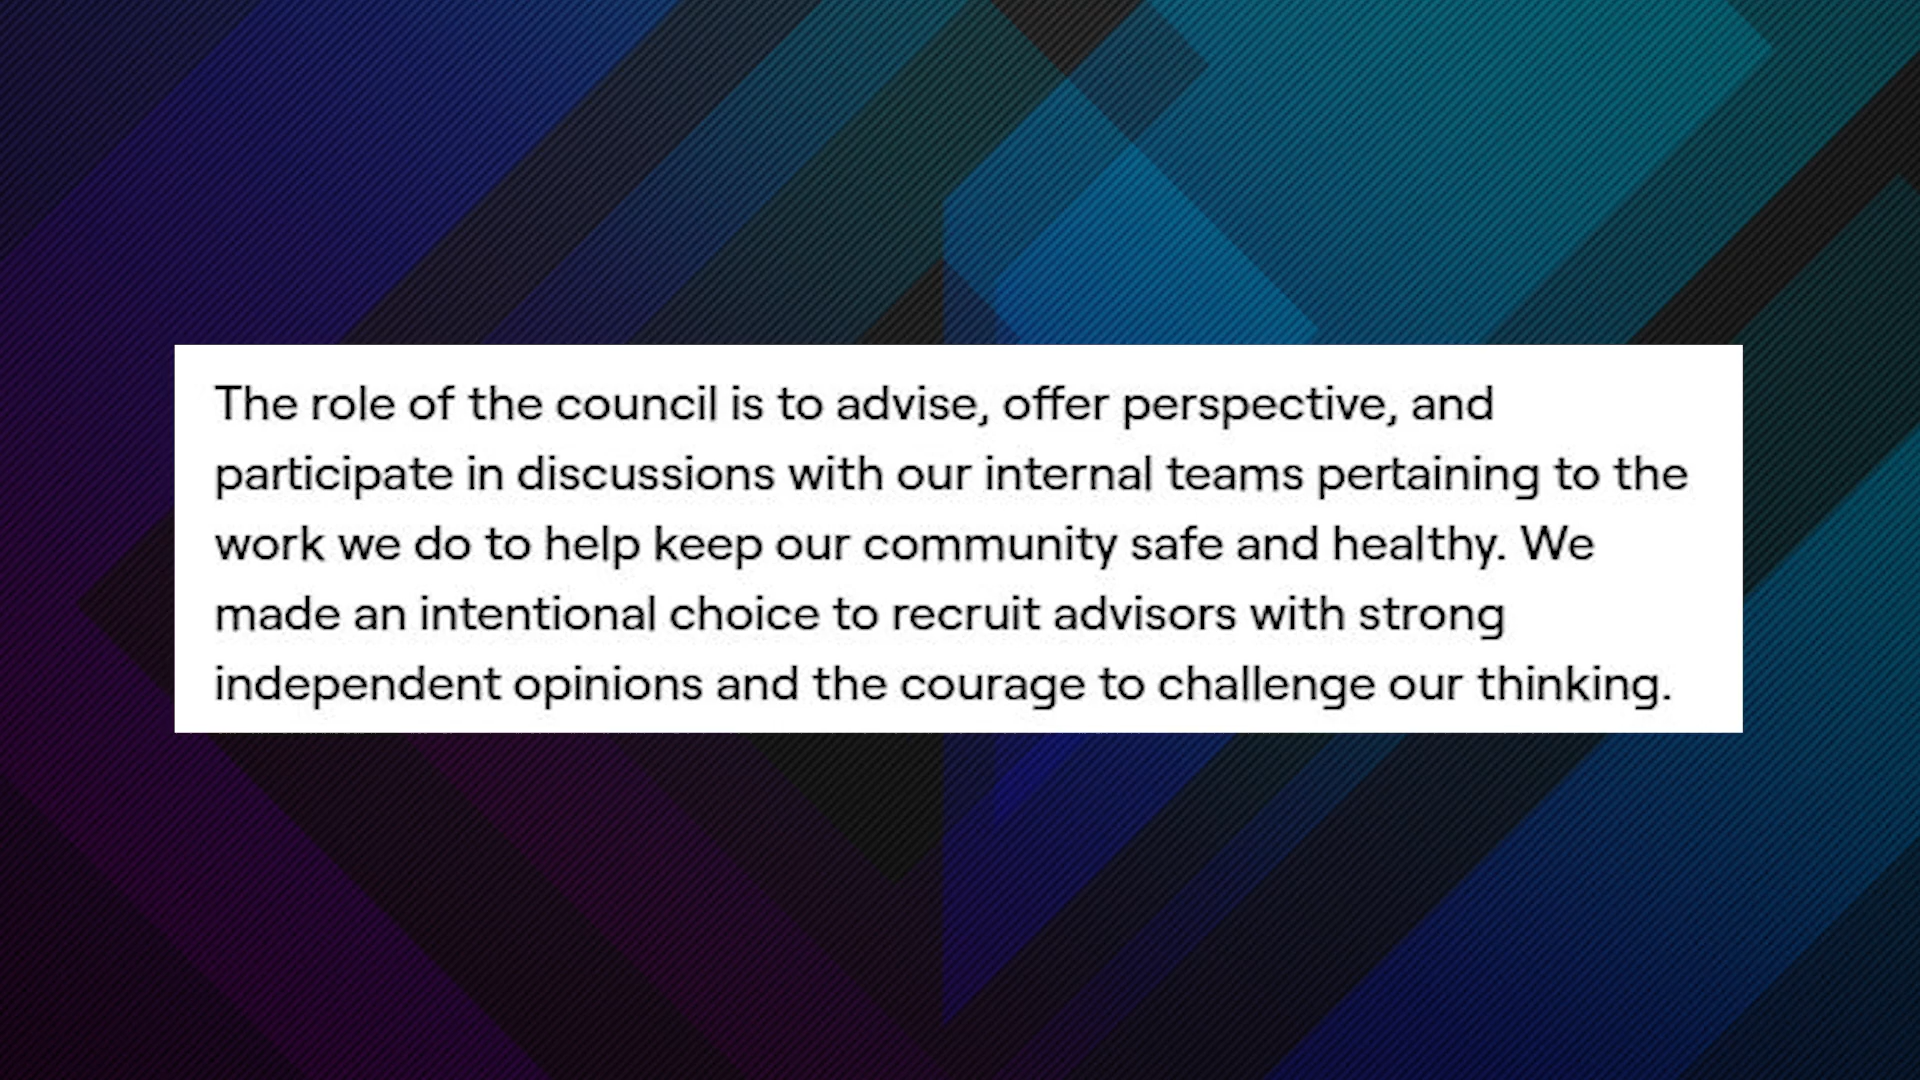 The role of the council is to advise, offer perspective, and
participate in discussions with our internal teams pertaining to the
work we do to help keep our community safe and healthy. We
made an intentional choice to recruit advisors with strong
independent opinions and the courage to challenge our thinking.